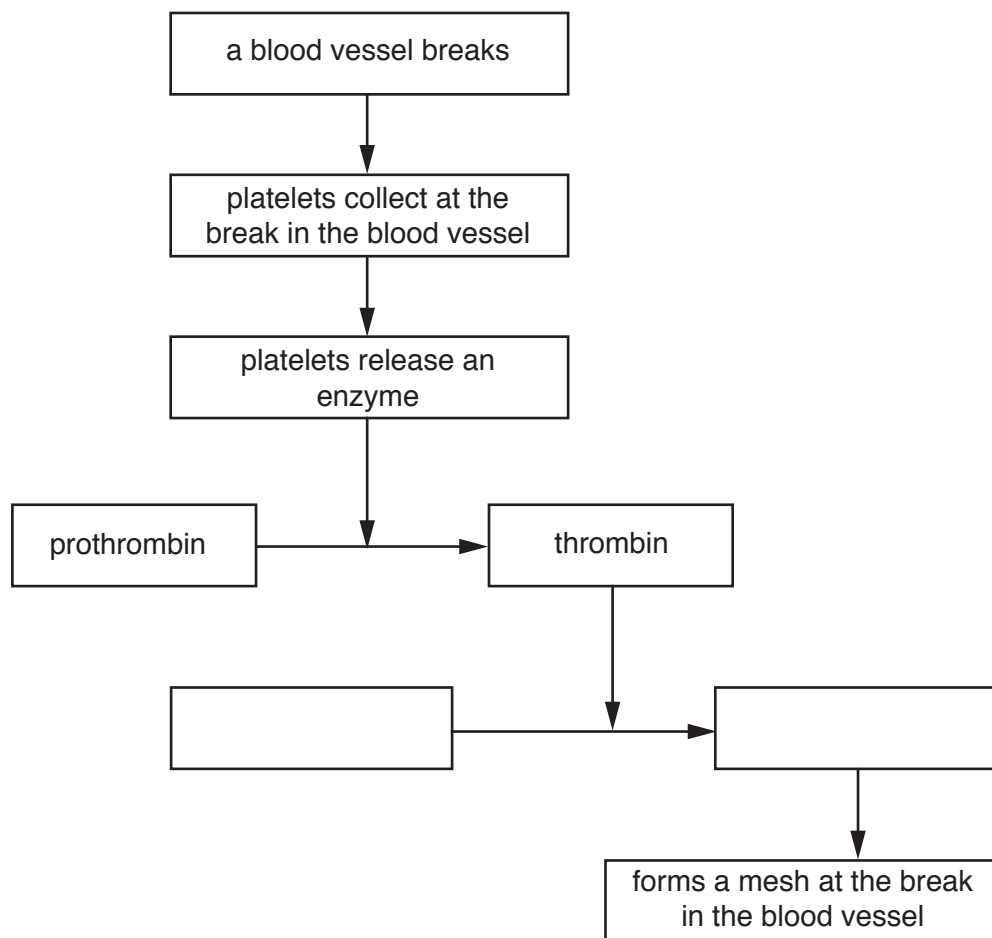 a blood vessel breaks
platelets collect at the
break in the blood vessel
platelets release an
enzyme
prothrombin
thrombin
forms a mesh at the break
in the blood vessel